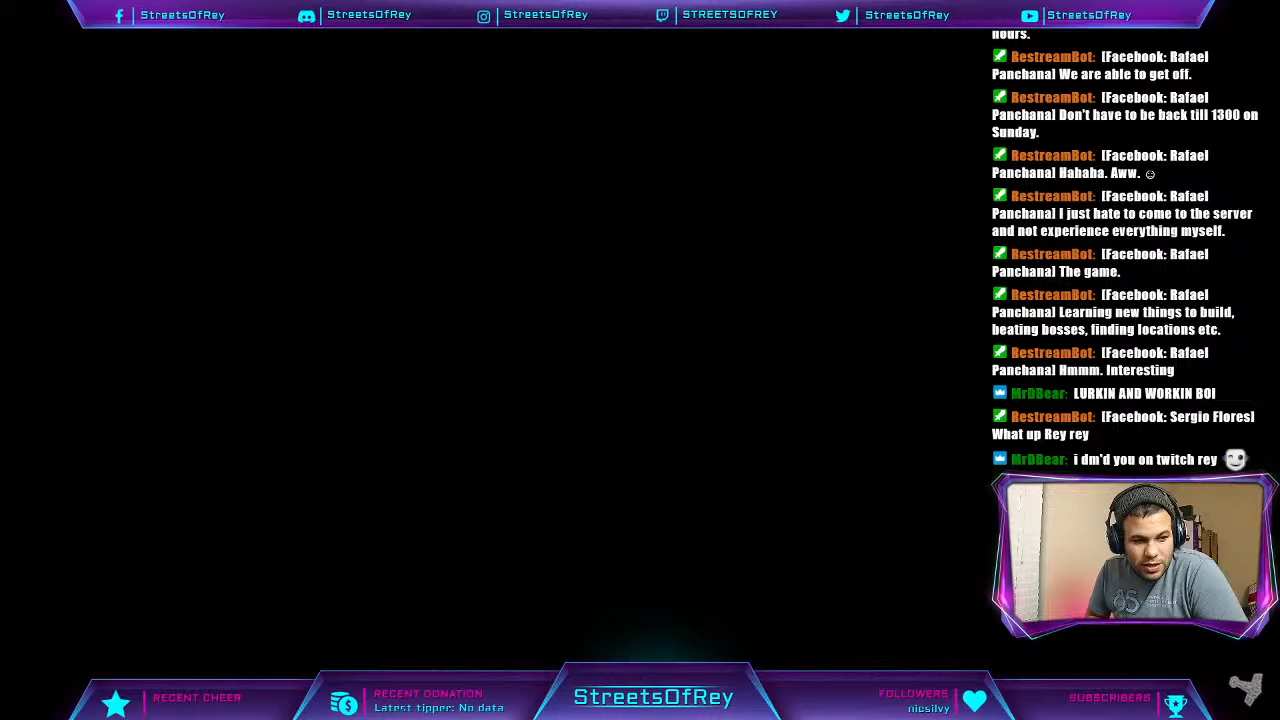 StreetsOfRey StreetsOfRey StreetsOfRey STREETSOFREY StreetsOfRey StreetsOfRey
hours.
RestreamBot: [Facebook: Rafael
Panchana] We are able to get off.
RestreamBot: [Facebook: Rafael
Panchana] Don't have to be back till 1300 on
Sunday.
RestreamBot: [Facebook: Rafael
Panchana] Hahaha. Aww. ☺
RestreamBot: [Facebook: Rafael
Panchana] I just hate to come to the server
and not experience everything myself.
RestreamBot: [Facebook: Rafael
Panchana] The game.
RestreamBot: [Facebook: Rafael
Panchana] Learning new things to build,
beating bosses, finding locations etc.
RestreamBot: [Facebook: Rafael
Panchana] Hmmm. Interesting
MrDBear: LURKIN AND WORKIN BOI
RestreamBot: [Facebook: Sergio Flores]
What up Rey rey
MrDBear: i dm'd you on twitch rey
85
RECENT CHEER
RECENT DONATION
Latest tipper: No data
StreetsOfRey
FOLLOWERS
nicsilvy
SUBSCRIBERS